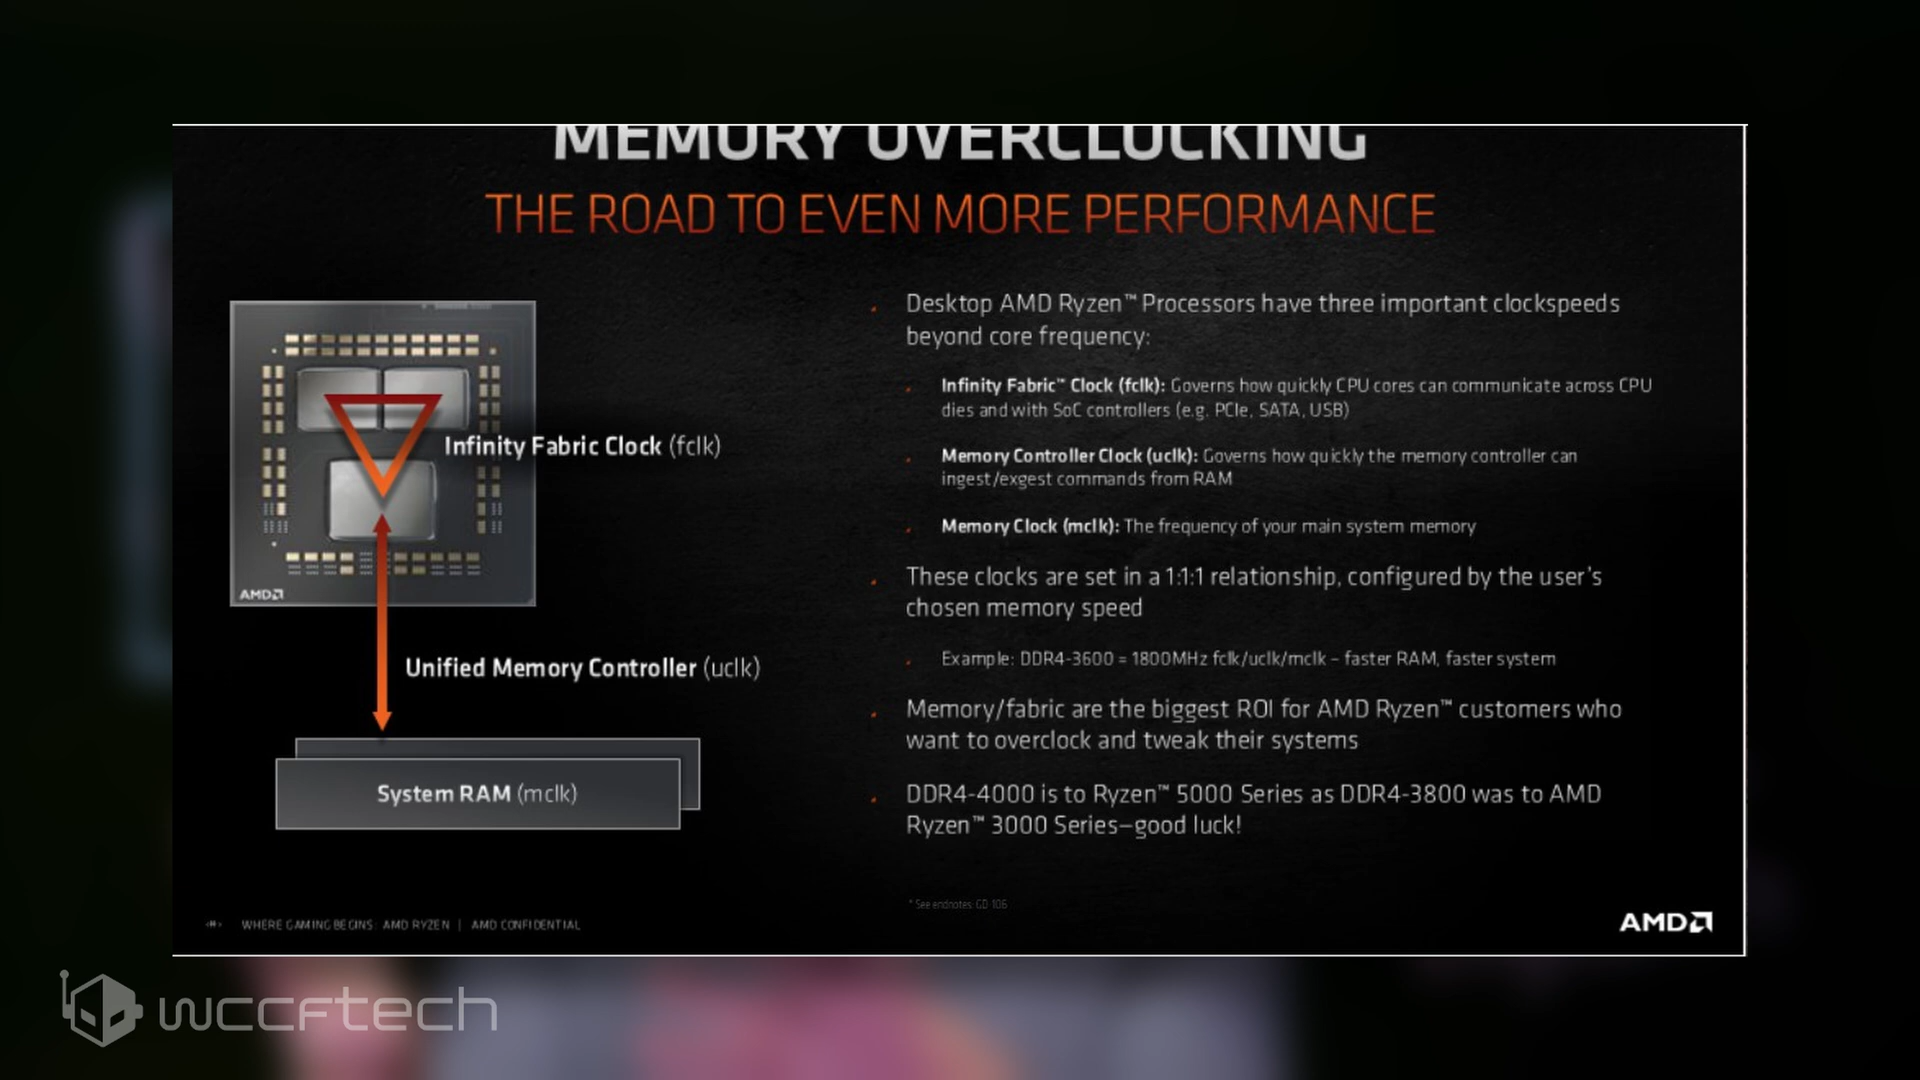 MEMORY OVERCLOCKING
THE ROAD TO EVEN MORE PERFORMANCE
AMD
Infinity Fabric Clock (fclk)
Unified Memory Controller (uclk)
System RAM (mclk)
Desktop AMD Ryzen™ Processors have three important clockspeeds
beyond core frequency:
Infinity Fabric™ Clock (fclk): Governs how quickly CPU cores can communicate across CPU
dies and with SoC controllers (e.g. PCIe, SATA, USB)
Memory Controller Clock (uclk): Governs how quickly the memory controller can
ingest/exgest commands from RAM
Memory Clock (mclk): The frequency of your main system memory
These clocks are set in a 1:1:1 relationship, configured by the user's
chosen memory speed
Example: DDR4-3600 = 1800MHz fclk/uclk/mclk – faster RAM, faster system
Memory/fabric are the biggest ROI for AMD Ryzen™ customers who
want to overclock and tweak their systems
DDR4-4000 is to Ryzen™ 5000 Series as DDR4-3800 was to AMD
Ryzen™ 3000 Series—good luck!
* See endnotes: GD-106
‹#› WHERE GAMING BEGINS: AMD RYZEN | AMD CONFIDENTIAL
AMD
wccftech